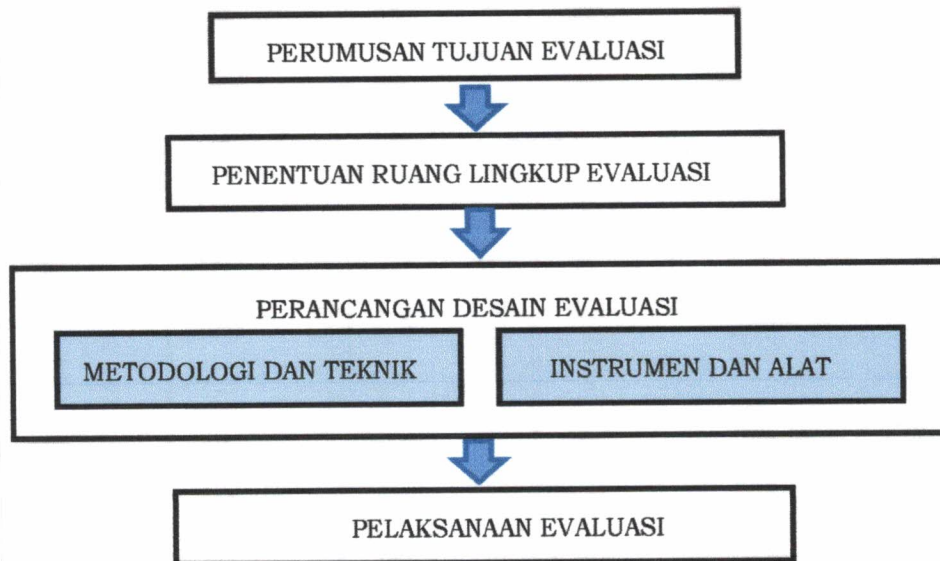 PERUMUSAN TUJUAN EVALUASI
PENENTUAN RUANG LINGKUP EVALUASI
PERANCANGAN DESAIN EVALUASI
METODOLOGI DAN TEKNIK
INSTRUMEN DAN ALAT
PELAKSANAAN EVALUASI